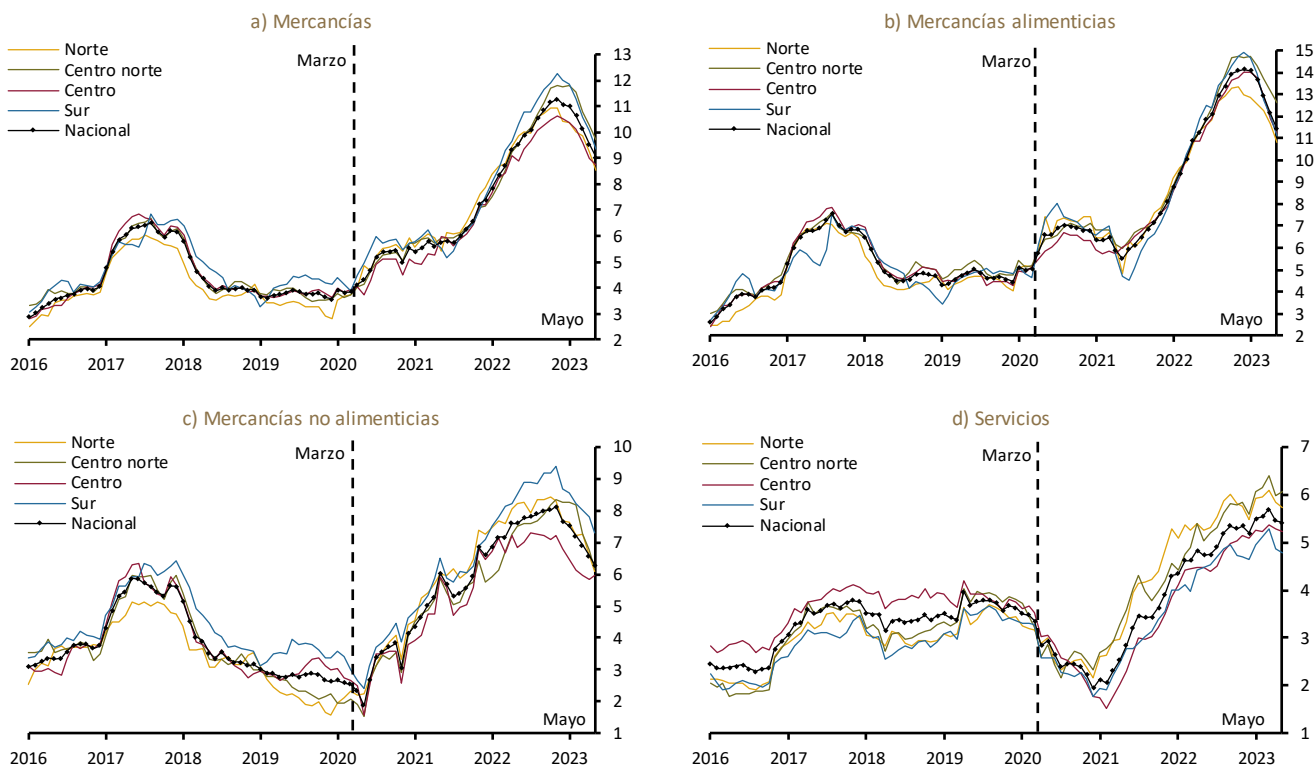 a) Mercancías
Norte
Centro norte
Centro
Sur
Nacional
Marzo
Mayo
13
12
11
10
9
8
7
6
5
4
3
2
2016 2017 2018 2019 2020 2021 2022 2023
b) Mercancías alimenticias
Norte
Centro norte
Centro
Sur
Nacional
Marzo
Mayo
15
14
13
12
11
10
9
8
7
6
5
4
3
2
2016 2017 2018 2019 2020 2021 2022 2023
c) Mercancías no alimenticias
Norte
Centro norte
Centro
Sur
Nacional
Marzo
Mayo
10
9
8
7
6
5
4
3
2
1
2016 2017 2018 2019 2020 2021 2022 2023
d) Servicios
Norte
Centro norte
Centro
Sur
Nacional
Marzo
Mayo
7
6
5
4
3
2
1
2016 2017 2018 2019 2020 2021 2022 2023